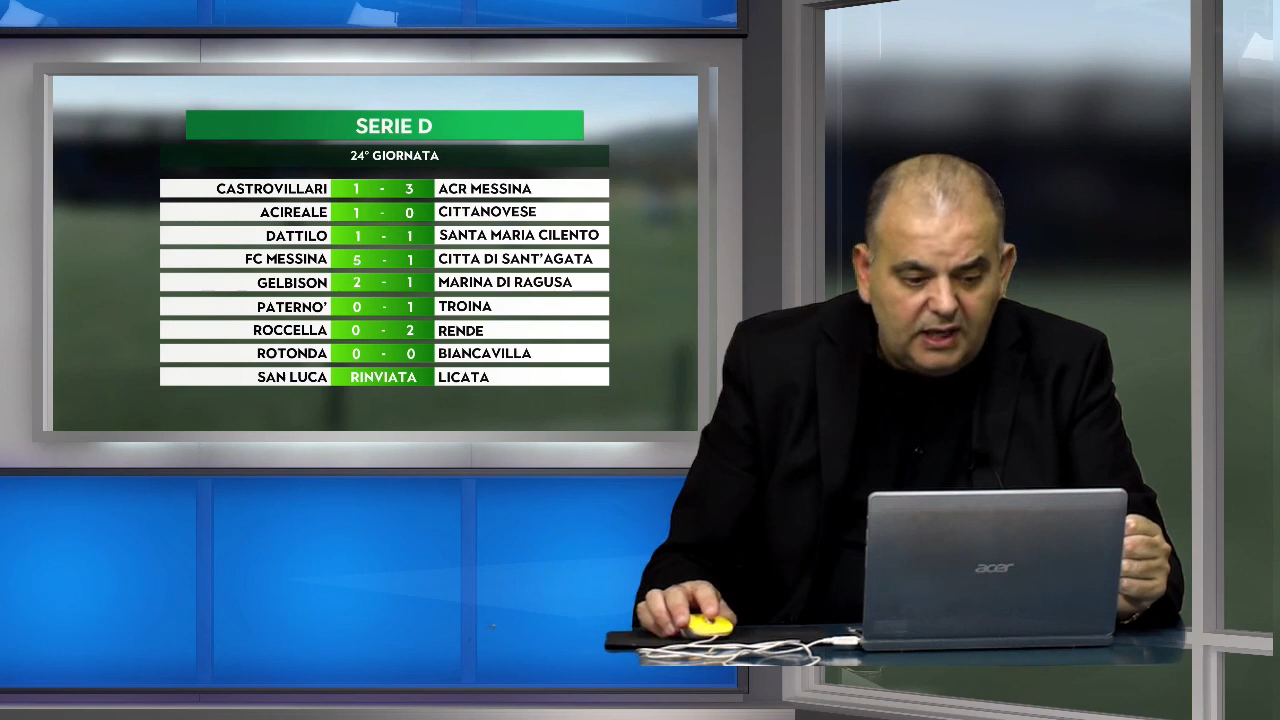 SERIE D
24° GIORNATA
CASTROVILLARI 1 - 3 ACR MESSINA
ACIREALE 1 - 0 CITTANOVESE
DATTILO 1 - 1 SANTA MARIA CILENTO
FC MESSINA 5 - 1 CITTA DI SANT'AGATA
GELBISON 2 - 1 MARINA DI RAGUSA
PATERNO' 0 - 1 TROINA
ROCCELLA 0 - 2 RENDE
ROTONDA 0 - 0 BIANCAVILLA
SAN LUCA RINVIATA LICATA
acer